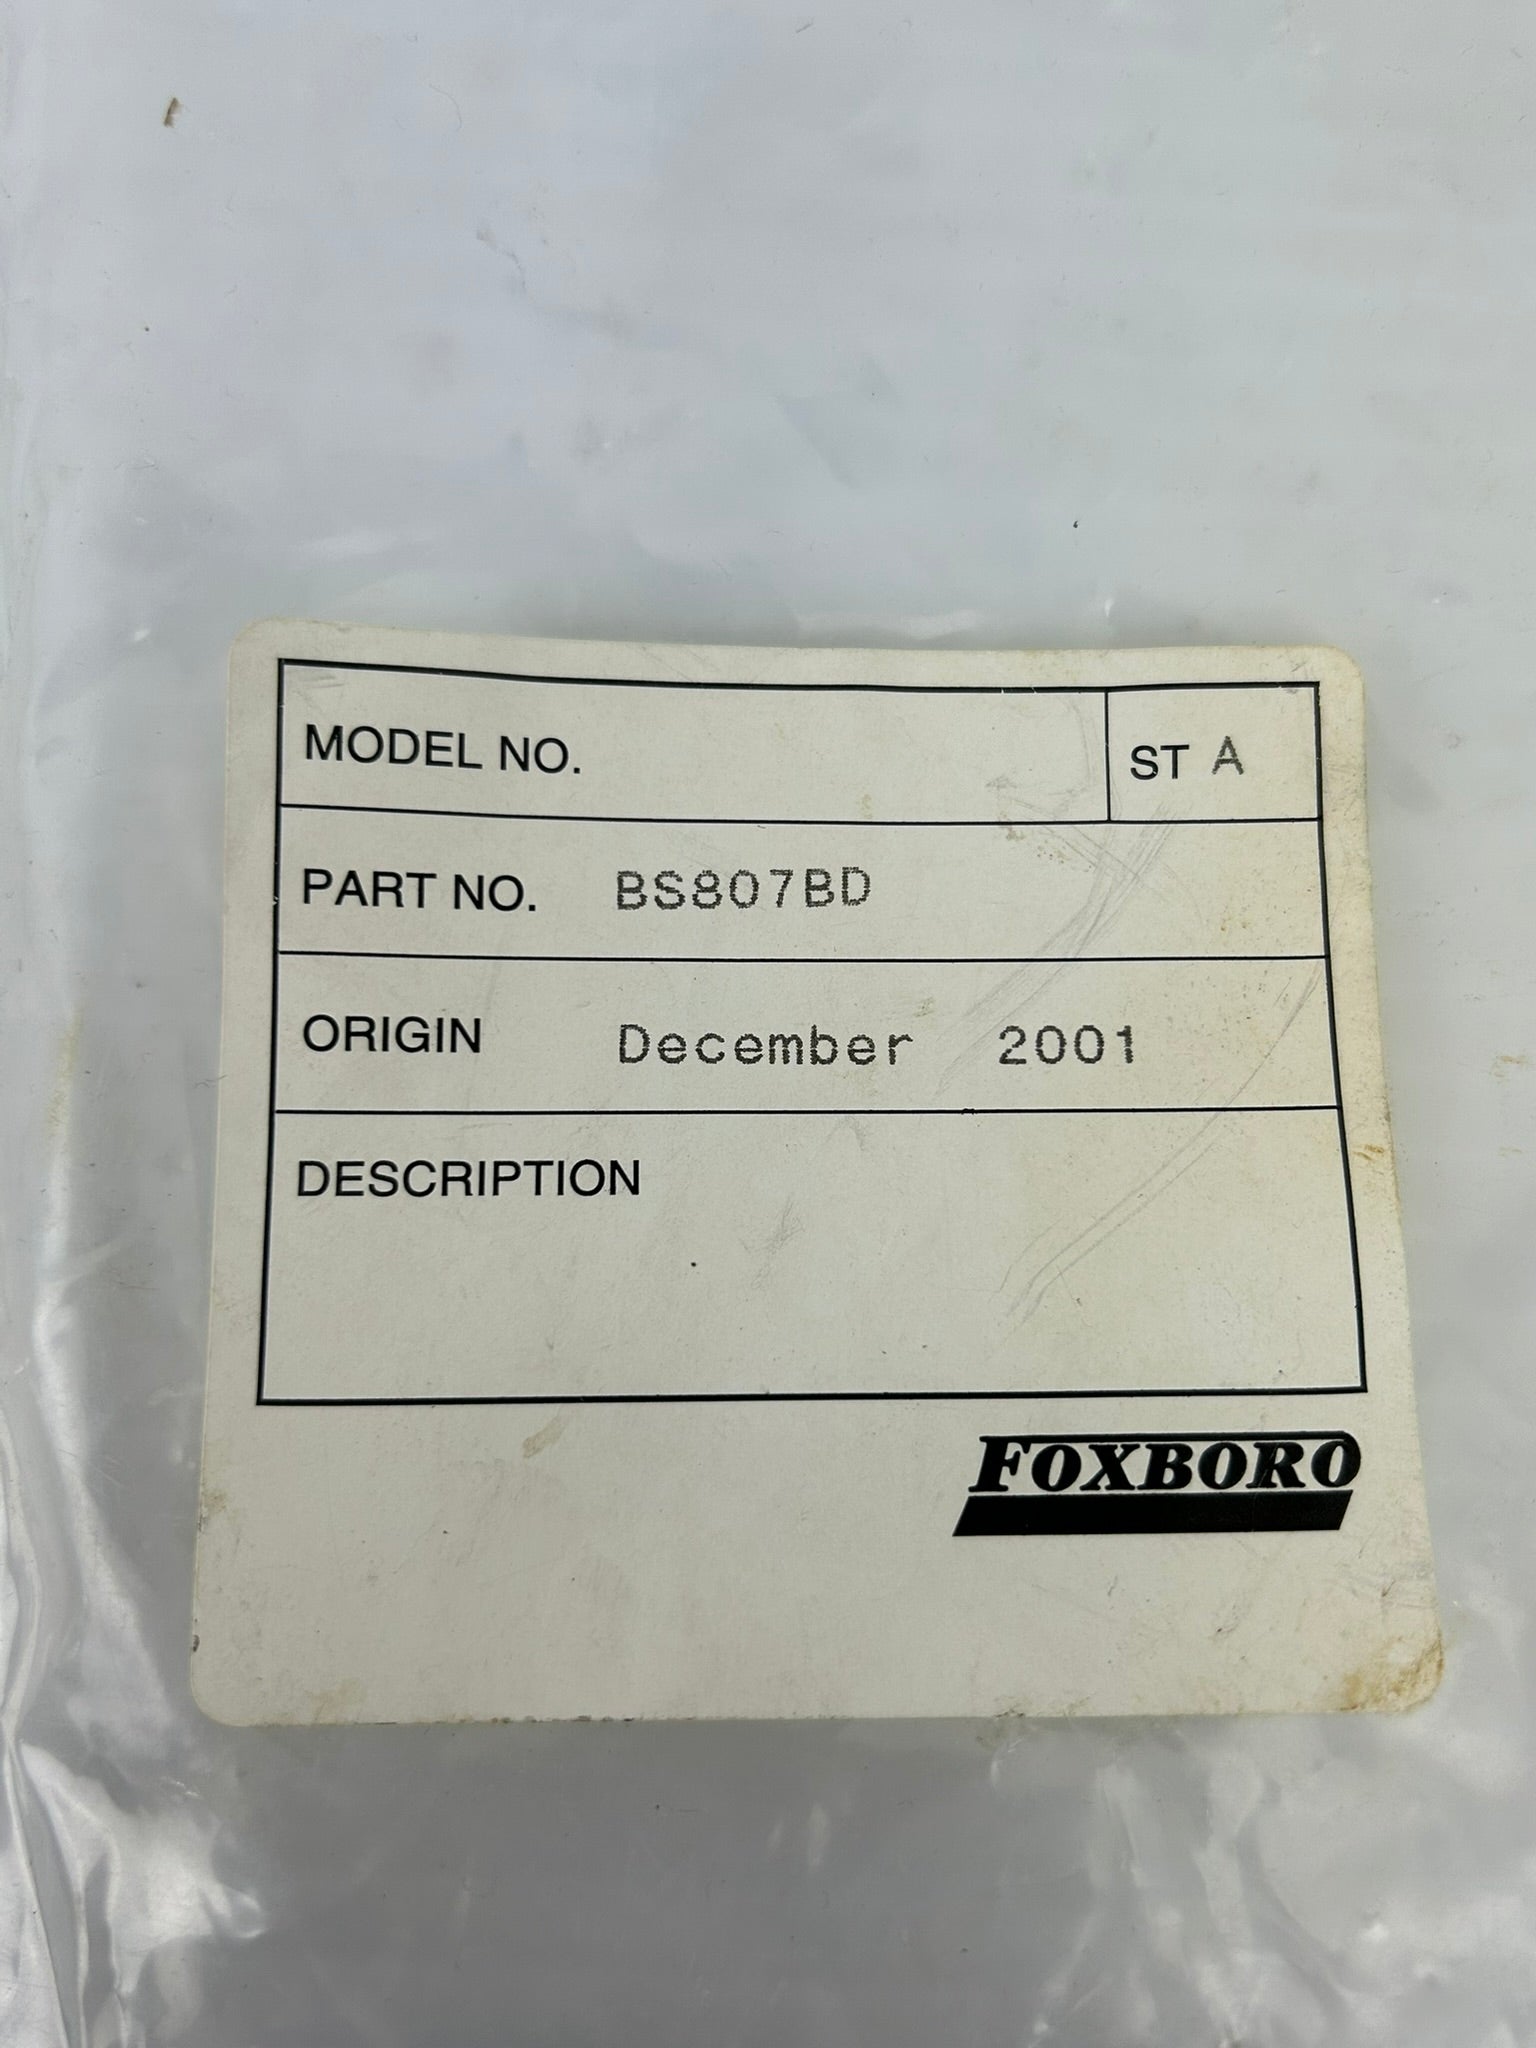 MODEL NO. ST A
PART NO. BS807BD
ORIGIN December 2001
DESCRIPTION
FOXBORO